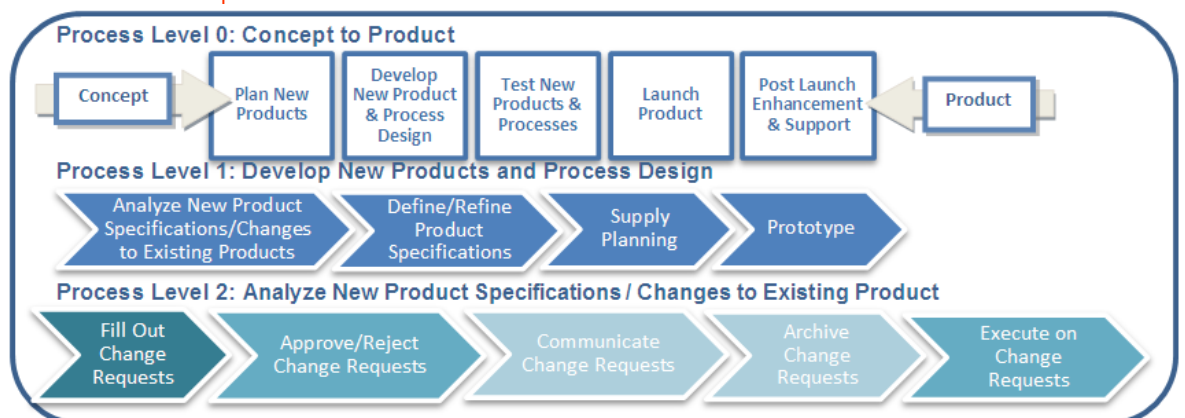 Process Level 0: Concept to Product
Concept
Plan New
Products
Develop
New Product
& Process
Design
Test New
Products &
Processes
Launch
Product
Post Launch
Enhancement
& Support
Product
Process Level 1: Develop New Products and Process Design
Analyze New Product
Specifications/Changes
to Existing Products
Define/Refine
Product
Specifications
Supply
Planning
Prototype
Process Level 2: Analyze New Product Specifications / Changes to Existing Product
Fill Out
Change
Requests
Approve/Reject
Change Requests
Communicate
Change Requests
Archive
Change
Requests
Execute on
Change
Requests